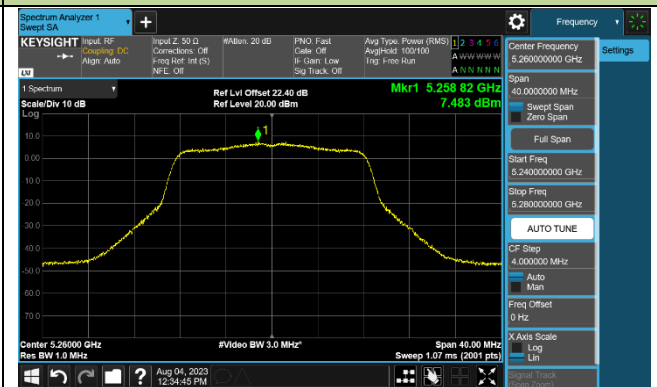 Spectrum Analyzer 1
Swept SA
+
Frequency
KEYSIGHT
Input: RF
Coupling: DC
Align: Auto
Input Z: 50 Ω
Corrections: Off
Freq Ref: Int (S)
NFE: Off
#Atten: 20 dB
PNO: Fast
Gate: Off
IF Gain: Low
Sig Track: Off
Avg Type: Power (RMS)
Avg|Hold: 100/100
Trig: Free Run
1 2 3 4 5 6
A W W W W W
A N N N N N
LXI
1 Spectrum
Scale/Div 10 dB
Log
Ref Lvl Offset 22.40 dB
Ref Level 20.00 dBm
Mkr1 5.258 82 GHz
7.483 dBm
1
10.0
0.00
-10.0
-20.0
-30.0
-40.0
-50.0
-60.0
-70.0
Center 5.26000 GHz
Res BW 1.0 MHz
#Video BW 3.0 MHz*
Span 40.00 MHz
Sweep 1.07 ms (2001 pts)
Aug 04, 2023
12:34:45 PM
Center Frequency
5.260000000 GHz
Span
40.0000000 MHz
Swept Span
Zero Span
Full Span
Start Freq
5.240000000 GHz
Stop Freq
5.280000000 GHz
AUTO TUNE
CF Step
4.000000 MHz
Auto
Man
Freq Offset
0 Hz
X Axis Scale
Log
Lin
Signal Track
(Span Zoom)
Settings